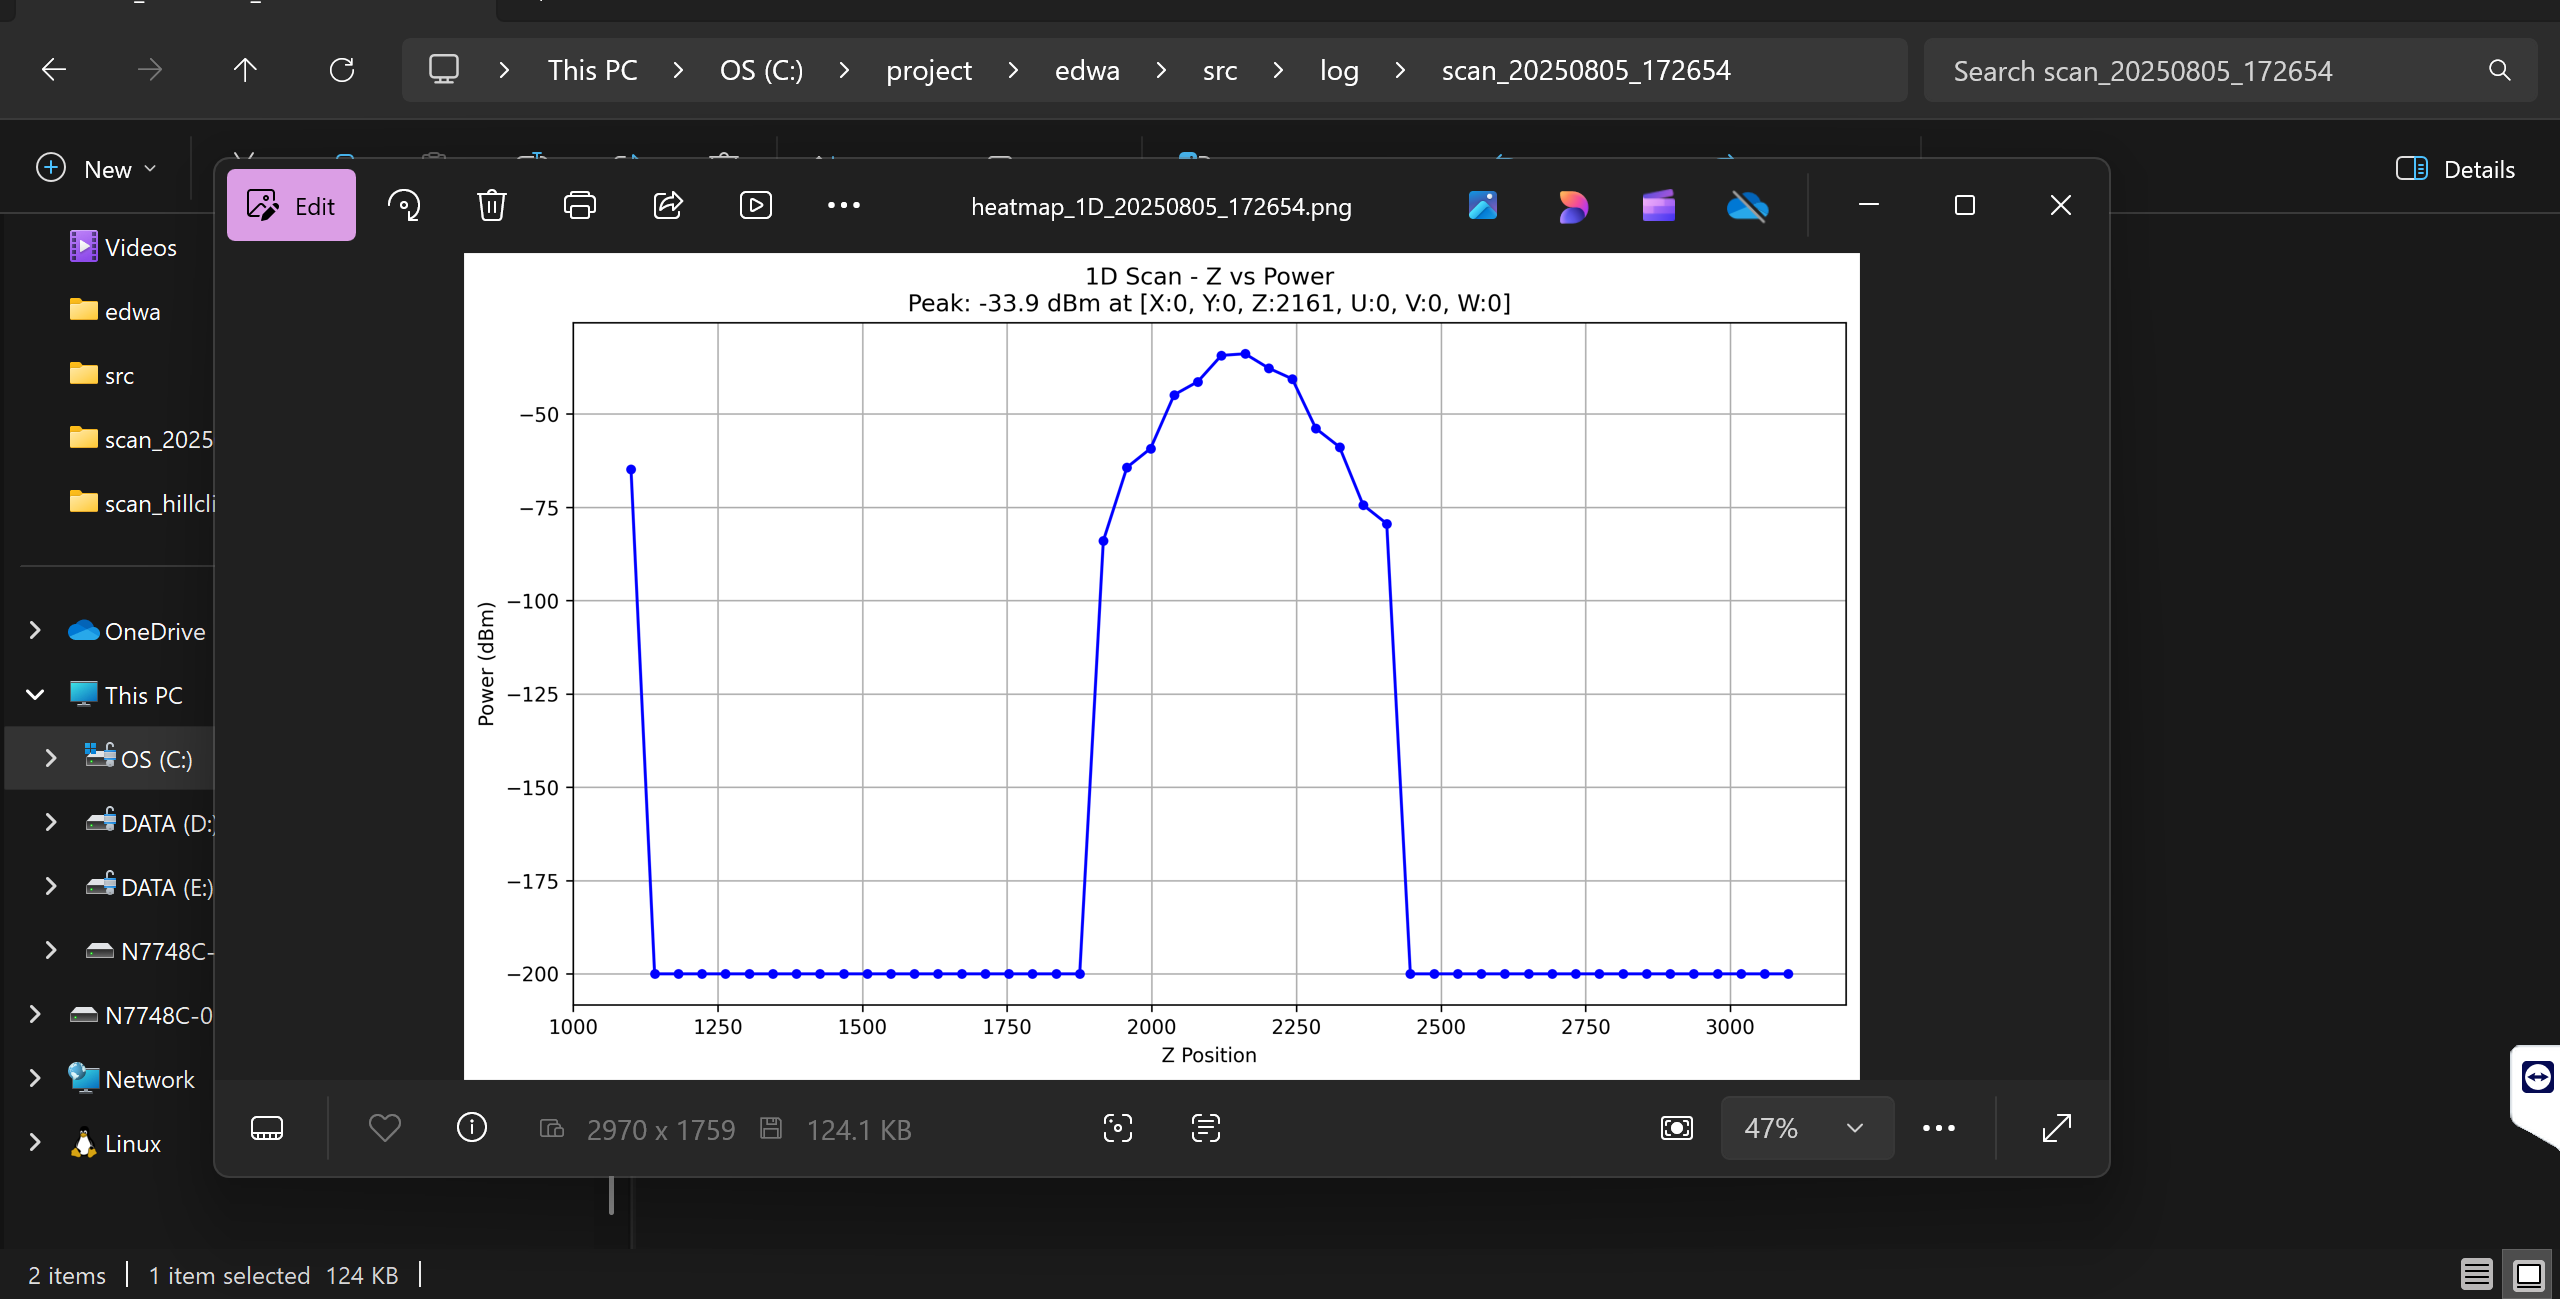 This PC
OS (C:)
project
edwa
src
log
scan_20250805_172654
Search scan_20250805_172654
New
Details
Edit
heatmap_1D_20250805_172654.png
Videos
edwa
src
scan_2025
scan_hillcli
OneDrive
This PC
OS (C:)
DATA (D:)
DATA (E:)
N7748C-
N7748C-0
Network
Linux
1D Scan - Z vs Power
Peak: -33.9 dBm at [X:0, Y:0, Z:2161, U:0, V:0, W:0]
Power (dBm)
−50
−75
−100
−125
−150
−175
−200
1000 1250 1500 1750 2000 2250 2500 2750 3000
Z Position
2970 x 1759
124.1 KB
47%
2 items
1 item selected 124 KB